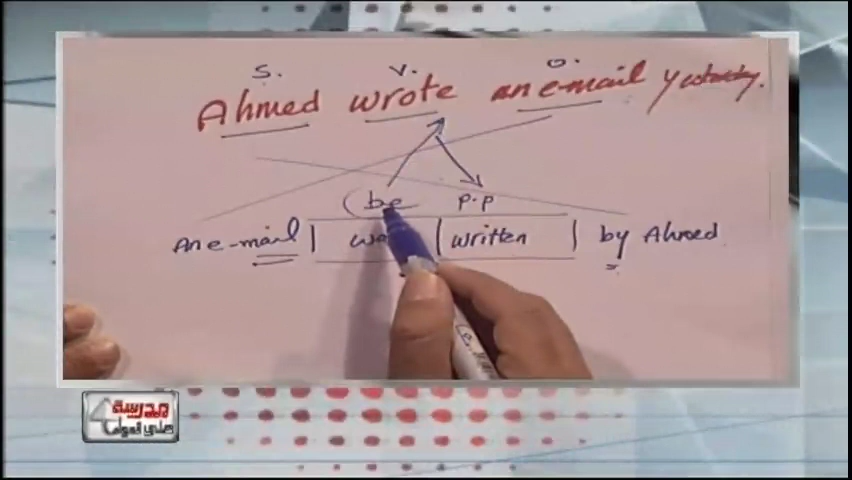 S. V. O.
Ahmed wrote an e-mail yesterday.
be p.p
An e-mail | | written | by Ahmed
مدرسة
على الهواء